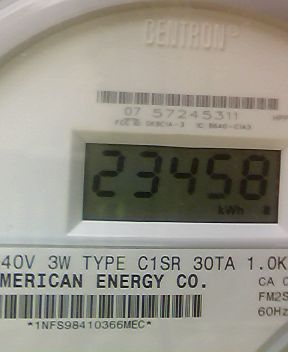 CENTRON®
07 57245311
23458
kWh
40V 3W TYPE C1SR 30TA 1.0K
MERICAN ENERGY CO.
CA
FM2S
60Hz
*1NFS98410366MEC*